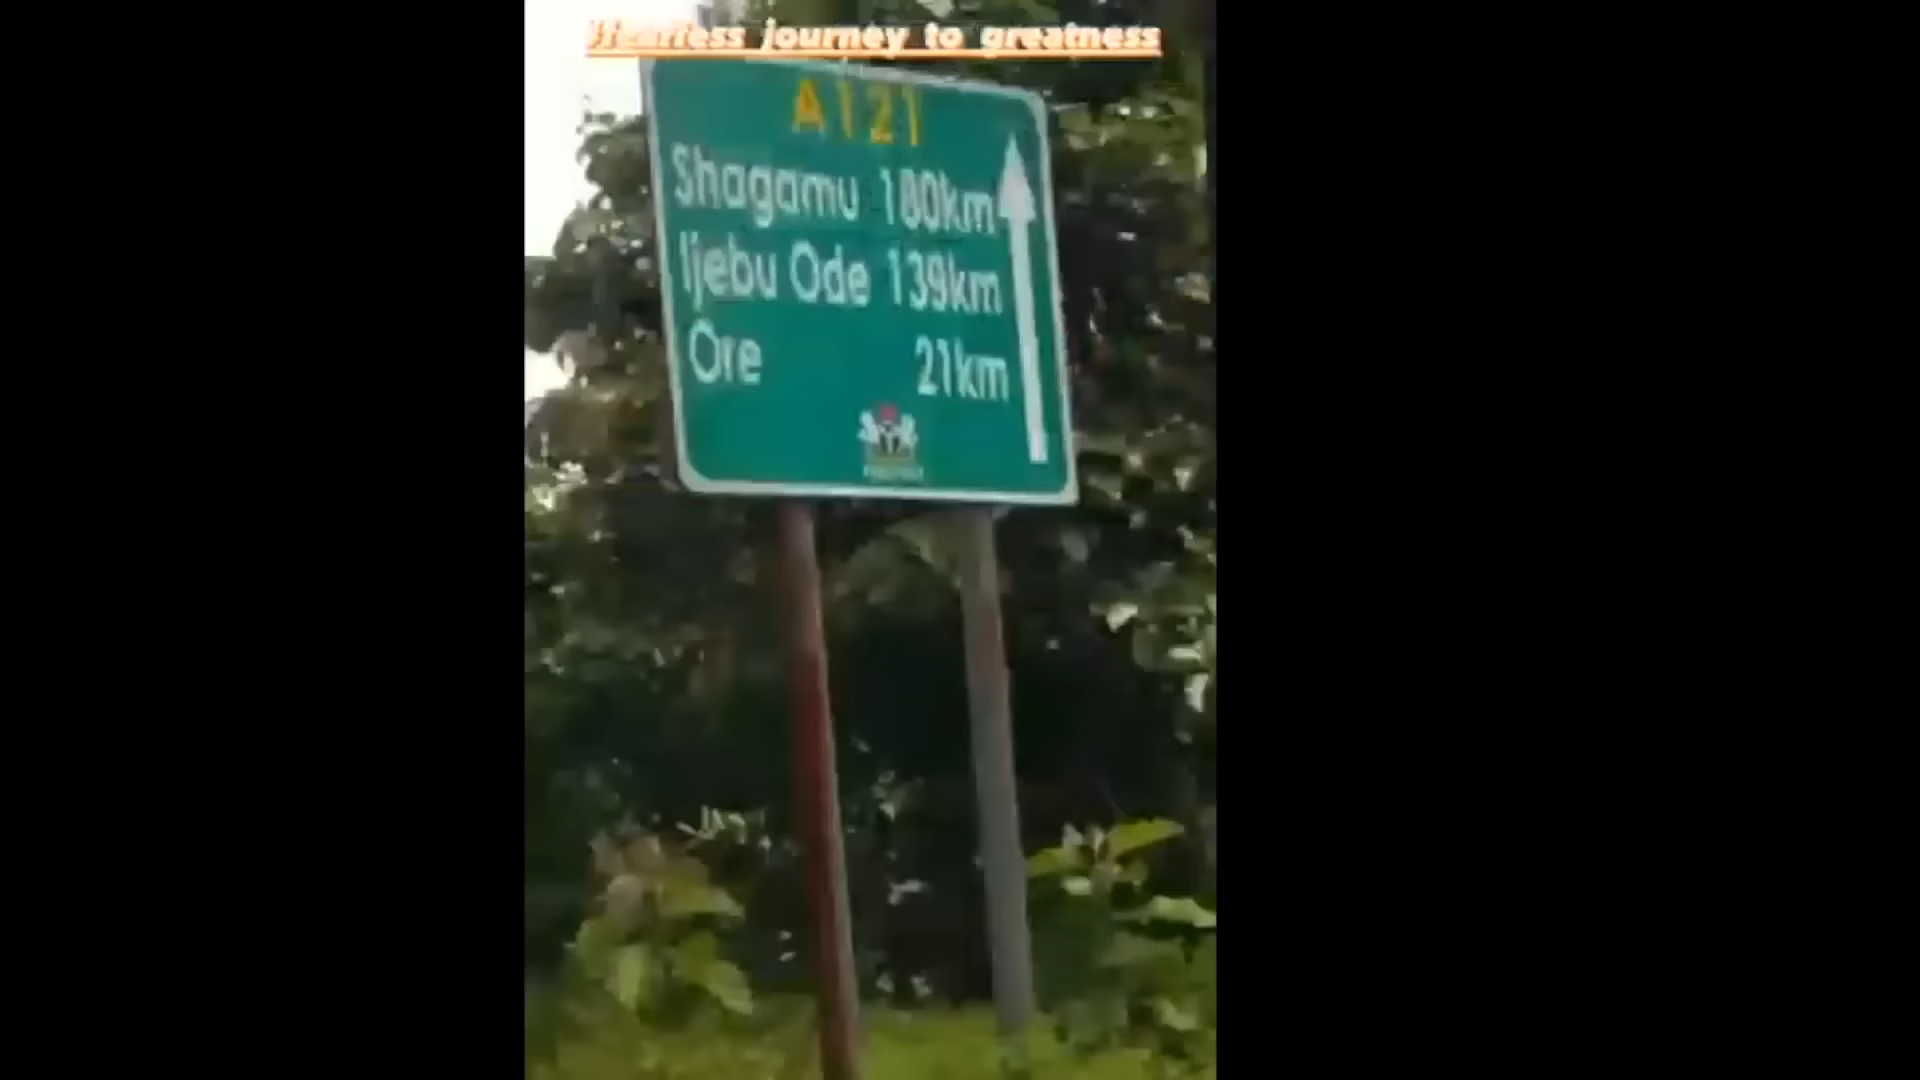 journey to greatness
A121
Shagamu 180km
Ijebu Ode 139km
Ore 21km